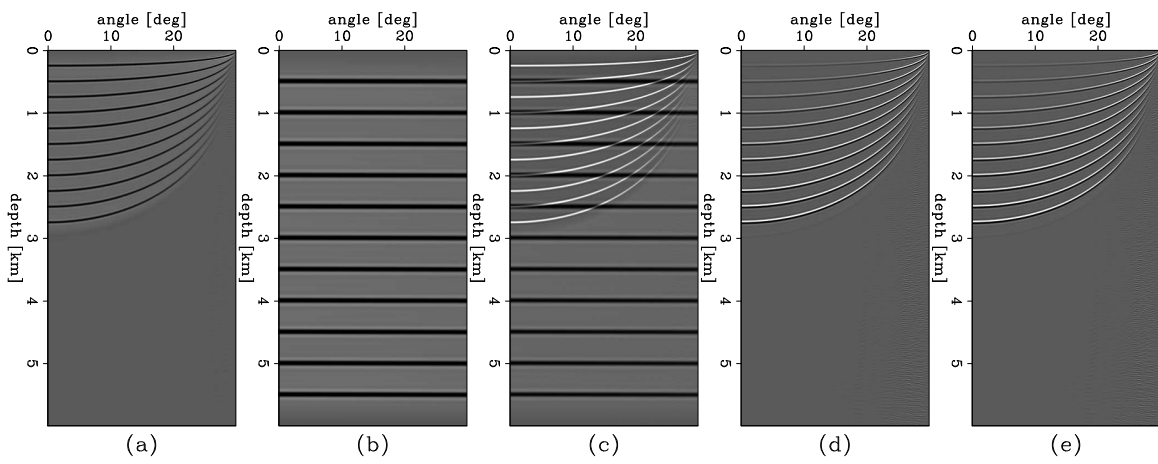 angle [deg] angle [deg] angle [deg] angle [deg] angle [deg]
0 10 20 0 10 20 0 10 20 0 10 20 0 10 20
0 0 0 0 0
1 1 1 1 1
2 2 2 2 2
3 3 3 3 3
4 4 4 4 4
5 5 5 5 5
depth [km] depth [km] depth [km] depth [km] depth [km]
(a) (b) (c) (d) (e)